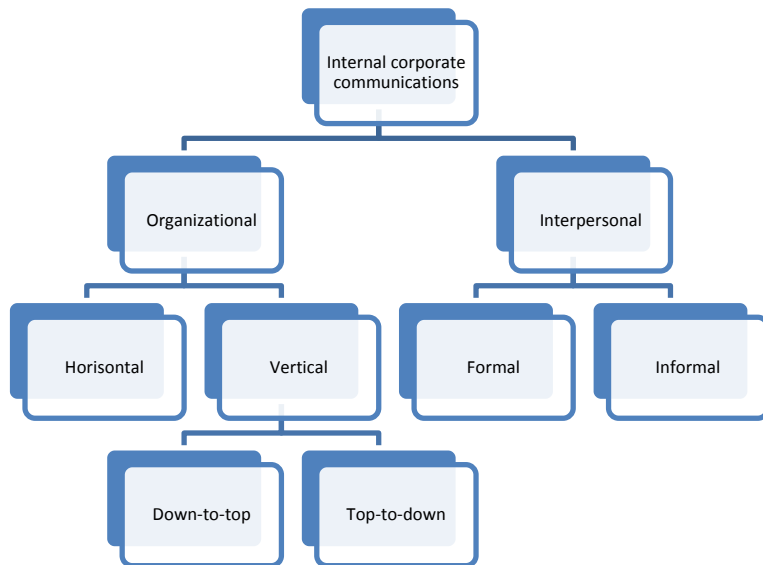 Internal corporate
communications
Organizational
Interpersonal
Horisontal
Vertical
Formal
Informal
Down-to-top
Top-to-down